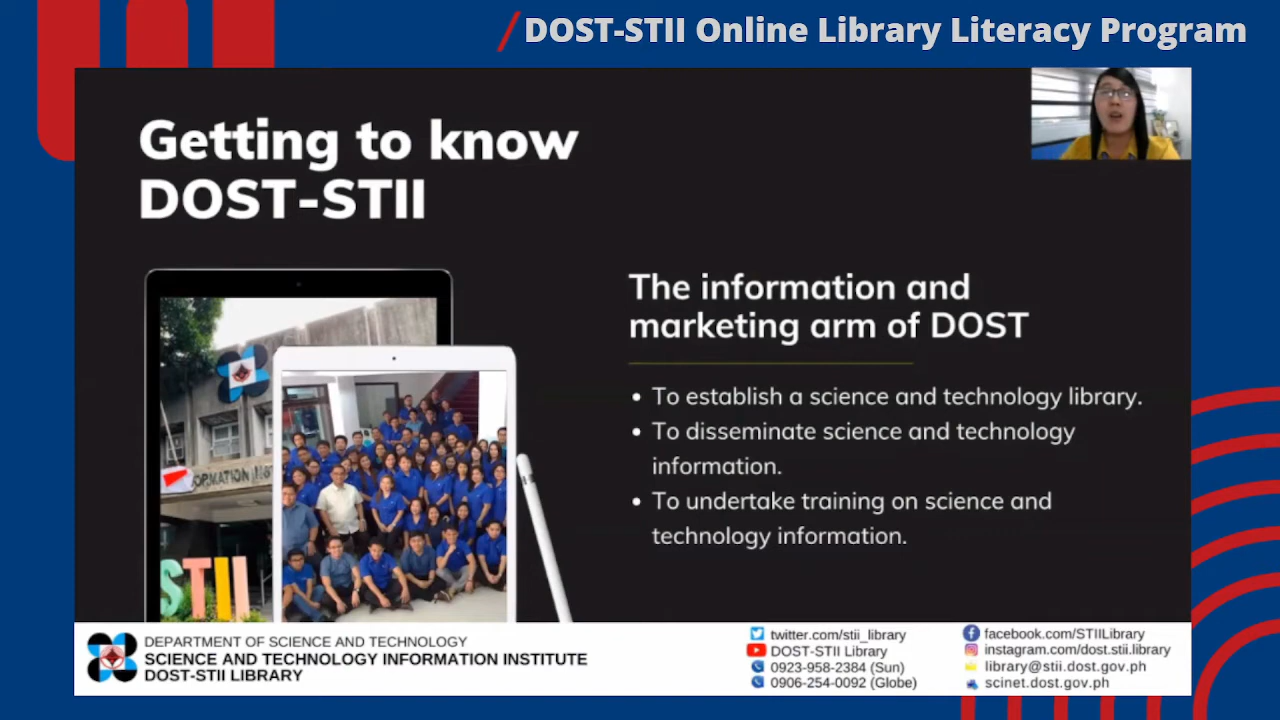 /DOST-STII Online Library Literacy Program
Getting to know
DOST-STII
The information and
marketing arm of DOST
• To establish a science and technology library.
• To disseminate science and technology
information.
• To undertake training on science and
technology information.
STII
DEPARTMENT OF SCIENCE AND TECHNOLOGY
SCIENCE AND TECHNOLOGY INFORMATION INSTITUTE
DOST-STII LIBRARY
twitter.com/stii_library
DOST-STII Library
0923-958-2384 (Sun)
0906-254-0092 (Globe)
facebook.com/STIILibrary
instagram.com/dost.stii.library
library@stii.dost.gov.ph
scinet.dost.gov.ph